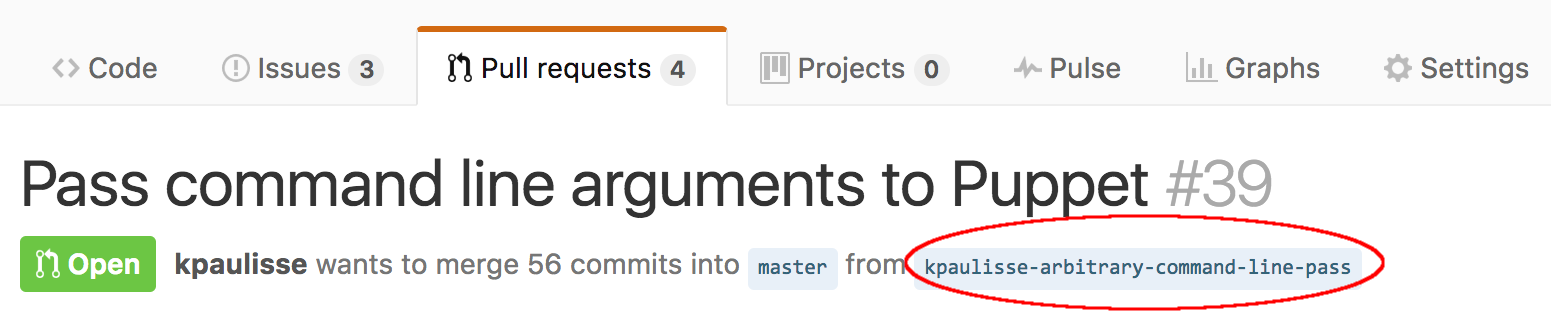 Code Issues 3 Pull requests 4 Projects 0 Pulse Graphs Settings
Pass command line arguments to Puppet #39
Open kpaulisse wants to merge 56 commits into master from kpaulisse-arbitrary-command-line-pass